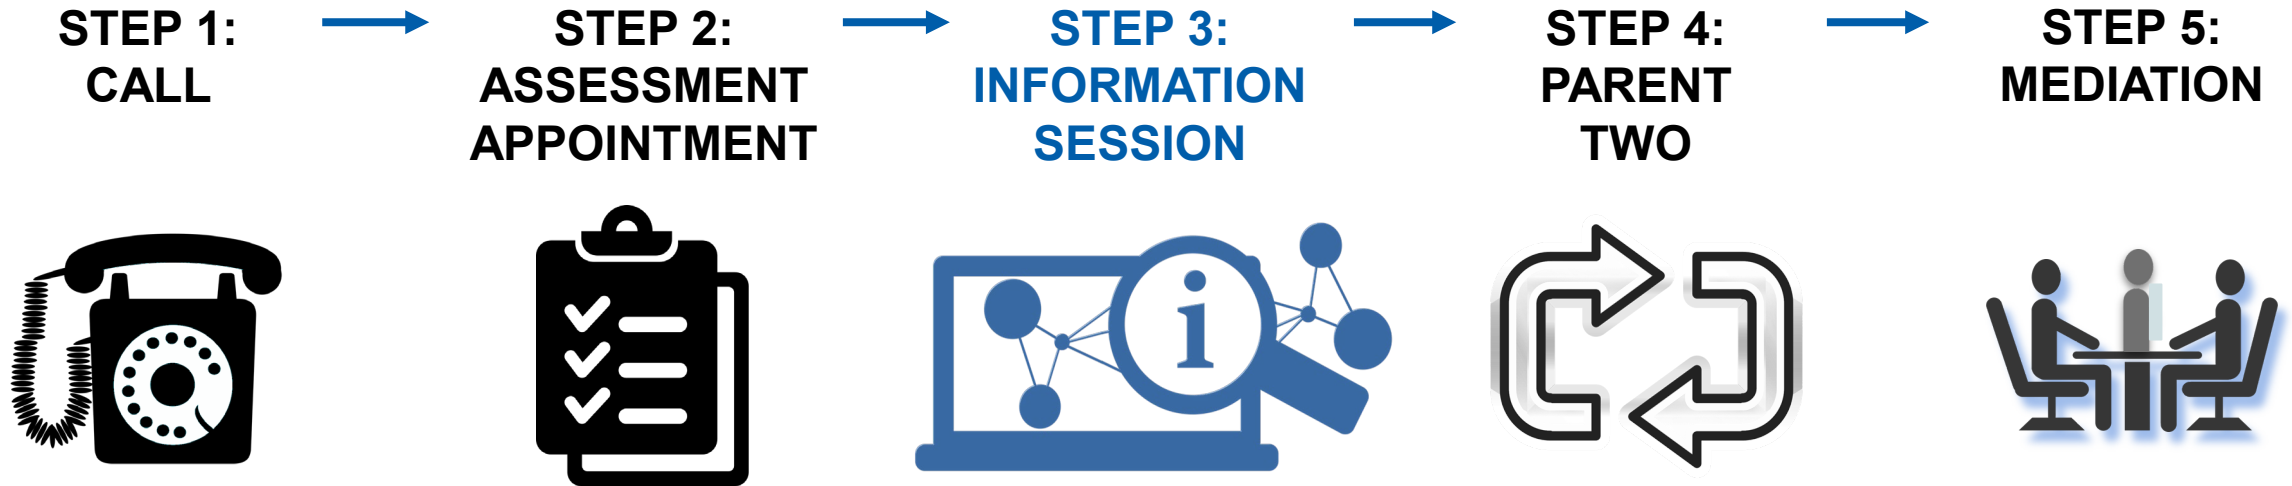 STEP 1:
CALL
STEP 2:
ASSESSMENT
APPOINTMENT
STEP 3:
INFORMATION
SESSION
STEP 4:
PARENT
TWO
STEP 5:
MEDIATION
i